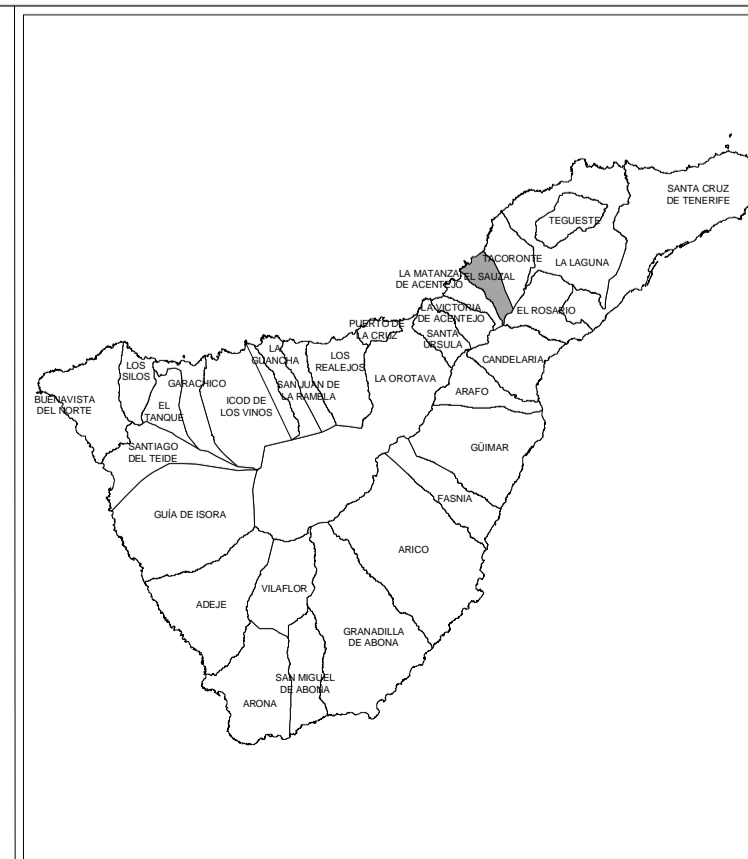 SANTA CRUZ
DE TENERIFE
TEGUESTE
TACORONTE
LA LAGUNA
LA MATANZA
DE ACENTEJO
EL SAUZAL
LA VICTORIA
DE ACENTEJO
EL ROSARIO
PUERTO DE
LA CRUZ
SANTA
URSULA
CANDELARIA
LA
GUANCHA
LOS
REALEJOS
LOS
SILOS
GARACHICO
SAN JUAN DE
LA RAMBLA
LA OROTAVA
ARAFO
BUENAVISTA
DEL NORTE
EL
TANQUE
ICOD DE
LOS VINOS
SANTIAGO
DEL TEIDE
GÜIMAR
FASNIA
GUÍA DE ISORA
ARICO
VILAFLOR
ADEJE
GRANADILLA
DE ABONA
SAN MIGUEL
DE ABONA
ARONA